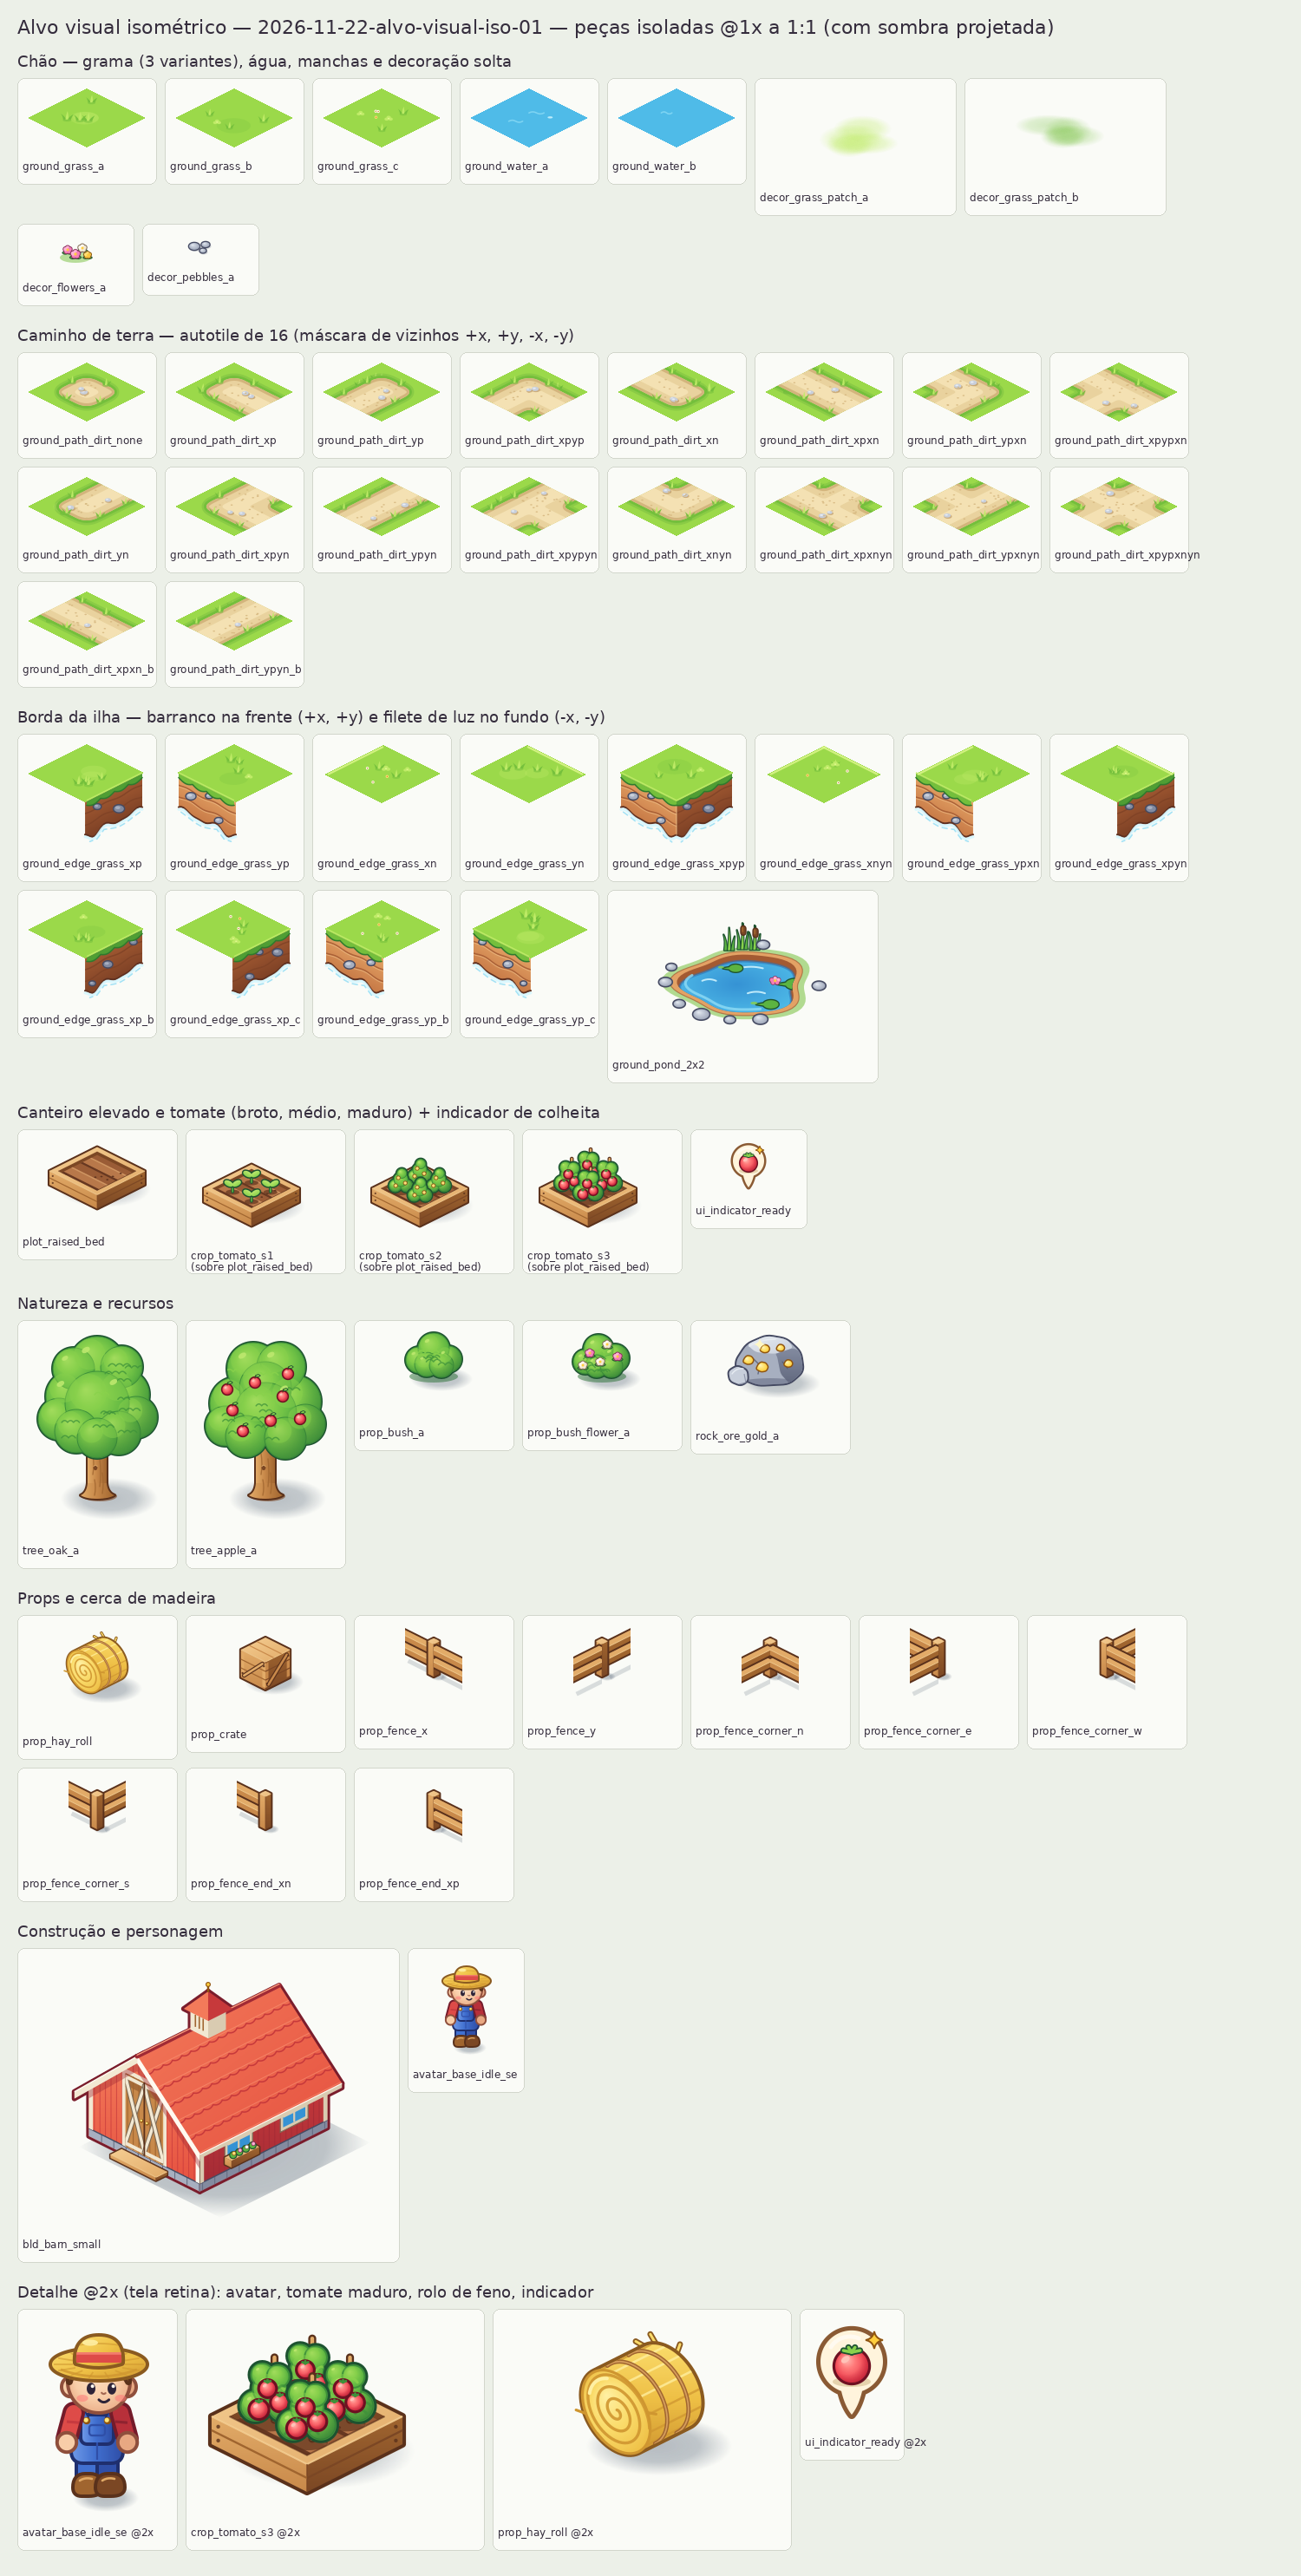 Alvo visual isométrico — 2026-11-22-alvo-visual-iso-01 — peças isoladas @1x a 1:1 (com sombra projetada)
Chão — grama (3 variantes), água, manchas e decoração solta
ground_grass_a
ground_grass_b
ground_grass_c
ground_water_a
ground_water_b
decor_grass_patch_a
decor_grass_patch_b
decor_flowers_a
decor_pebbles_a
Caminho de terra — autotile de 16 (máscara de vizinhos +x, +y, -x, -y)
ground_path_dirt_none
ground_path_dirt_xp
ground_path_dirt_yp
ground_path_dirt_xpyp
ground_path_dirt_xn
ground_path_dirt_xpxn
ground_path_dirt_ypxn
ground_path_dirt_xpypxn
ground_path_dirt_yn
ground_path_dirt_xpyn
ground_path_dirt_ypyn
ground_path_dirt_xpypyn
ground_path_dirt_xnyn
ground_path_dirt_xpxnyn
ground_path_dirt_ypxnyn
ground_path_dirt_xpypxnyn
ground_path_dirt_xpxn_b
ground_path_dirt_ypyn_b
Borda da ilha — barranco na frente (+x, +y) e filete de luz no fundo (-x, -y)
ground_edge_grass_xp
ground_edge_grass_yp
ground_edge_grass_xn
ground_edge_grass_yn
ground_edge_grass_xpyp
ground_edge_grass_xnyn
ground_edge_grass_ypxn
ground_edge_grass_xpyn
ground_edge_grass_xp_b
ground_edge_grass_xp_c
ground_edge_grass_yp_b
ground_edge_grass_yp_c
ground_pond_2x2
Canteiro elevado e tomate (broto, médio, maduro) + indicador de colheita
plot_raised_bed
crop_tomato_s1
(sobre plot_raised_bed)
crop_tomato_s2
(sobre plot_raised_bed)
crop_tomato_s3
(sobre plot_raised_bed)
ui_indicator_ready
Natureza e recursos
tree_oak_a
tree_apple_a
prop_bush_a
prop_bush_flower_a
rock_ore_gold_a
Props e cerca de madeira
prop_hay_roll
prop_crate
prop_fence_x
prop_fence_y
prop_fence_corner_n
prop_fence_corner_e
prop_fence_corner_w
prop_fence_corner_s
prop_fence_end_xn
prop_fence_end_xp
Construção e personagem
bld_barn_small
avatar_base_idle_se
Detalhe @2x (tela retina): avatar, tomate maduro, rolo de feno, indicador
avatar_base_idle_se @2x
crop_tomato_s3 @2x
prop_hay_roll @2x
ui_indicator_ready @2x